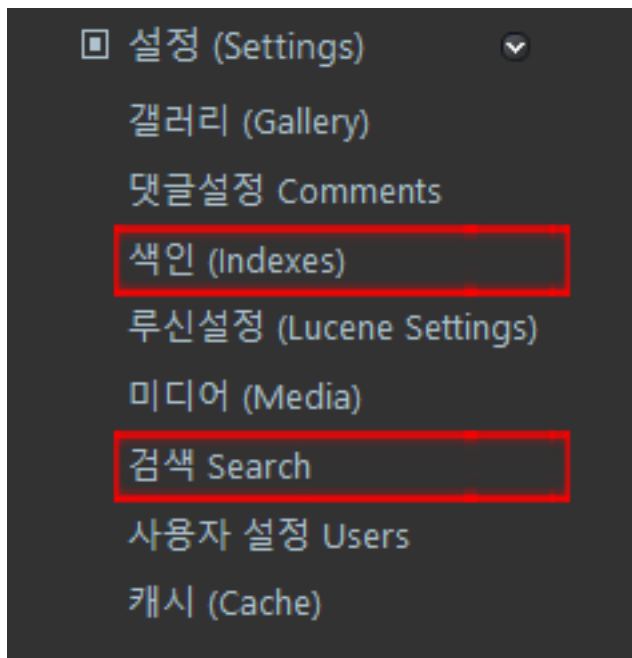 설정 (Settings)
갤러리 (Gallery)
댓글설정 Comments
색인 (Indexes)
루신설정 (Lucene Settings)
미디어 (Media)
검색 Search
사용자 설정 Users
캐시 (Cache)